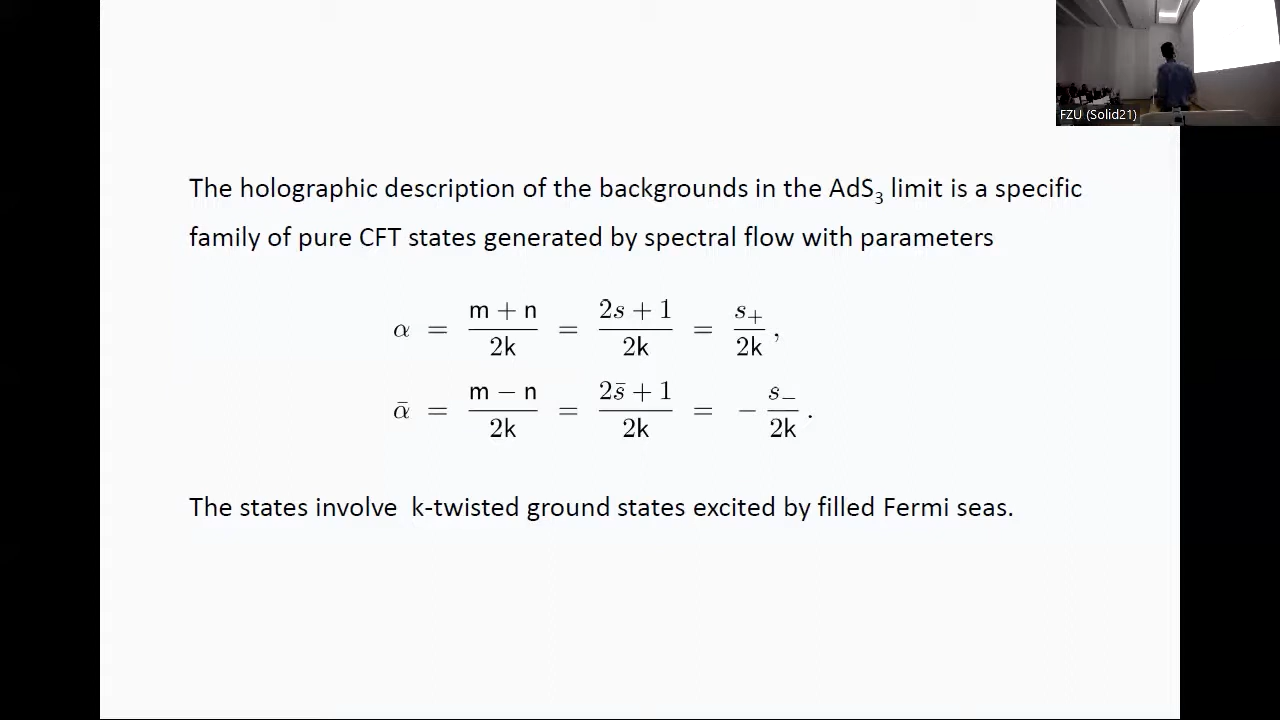 FZU (Solid21)
The holographic description of the backgrounds in the AdS₃ limit is a specific
family of pure CFT states generated by spectral flow with parameters
α = (m + n)/2k = (2s + 1)/2k = s₊/2k ,
ᾱ = (m − n)/2k = (2s̄ + 1)/2k = − s₋/2k .
The states involve k-twisted ground states excited by filled Fermi seas.